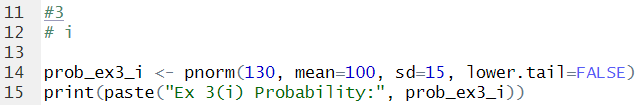 11 #3
12 # i
13
14 prob_ex3_i <- pnorm(130, mean=100, sd=15, lower.tail=FALSE)
15 print(paste("Ex 3(i) Probability:", prob_ex3_i))